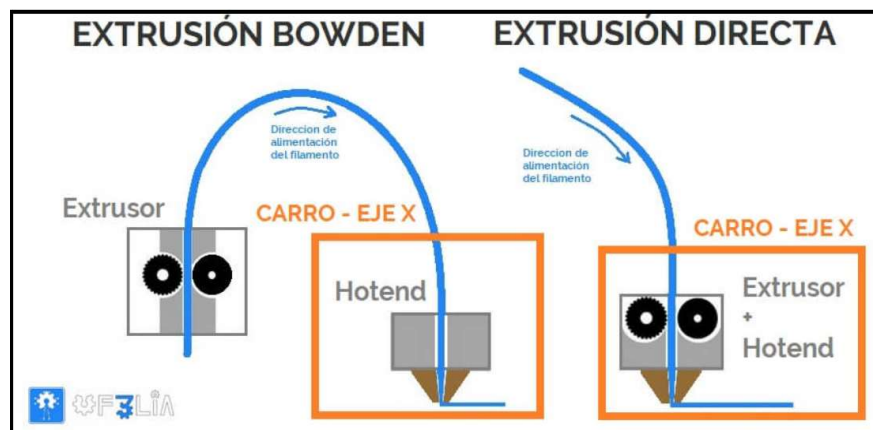 EXTRUSIÓN BOWDEN
Direccion de
alimentación
del filamento
Extrusor
CARRO - EJE X
Hotend
EXTRUSIÓN DIRECTA
Direccion de
alimentación
del filamento
CARRO - EJE X
Extrusor
+
Hotend